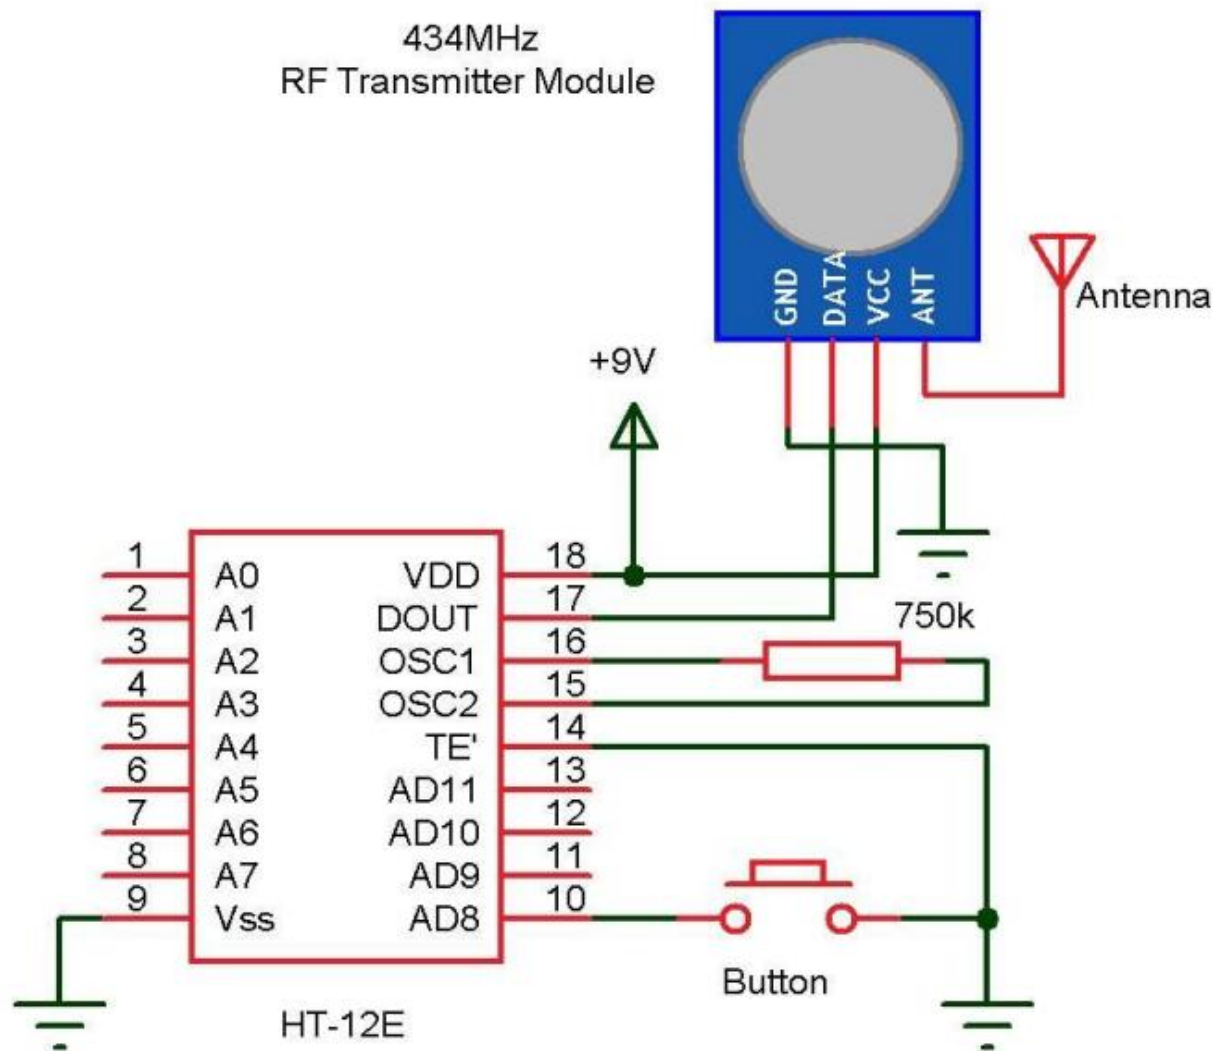 434MHz
RF Transmitter Module
GND
DATA
VCC
ANT
Antenna
+9V
750k
1
A0
VDD
18
2
A1
DOUT
17
3
A2
OSC1
16
4
A3
OSC2
15
5
A4
TE'
14
6
A5
AD11
13
7
A6
AD10
12
8
A7
AD9
11
9
Vss
AD8
10
Button
HT-12E